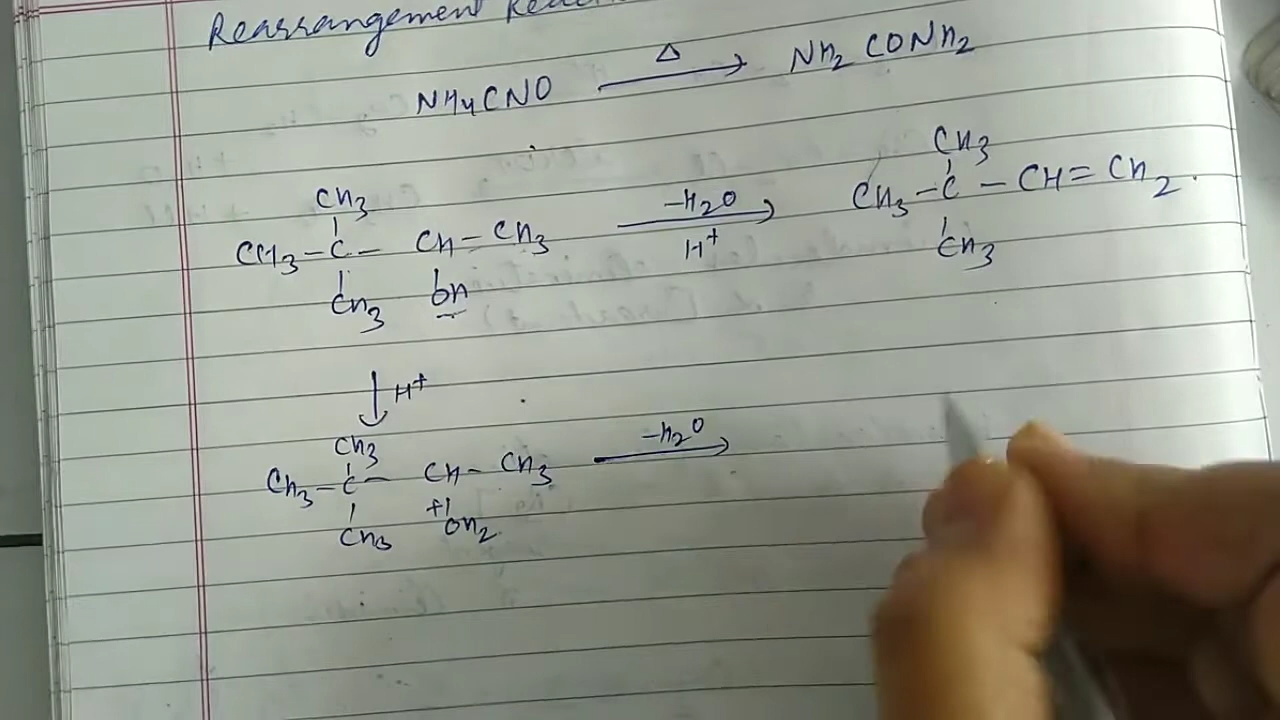 Rearrangement
NH4CNO Δ→ NH2CONH2
CH3 CH3
CH3-C-CH-CH3 -H2O→ H+ CH3-C-CH=CH2.
CH3 OH CH3
↓H+
CH3
CH3-C-CH-CH3 -H2O→
CH3 +OH2